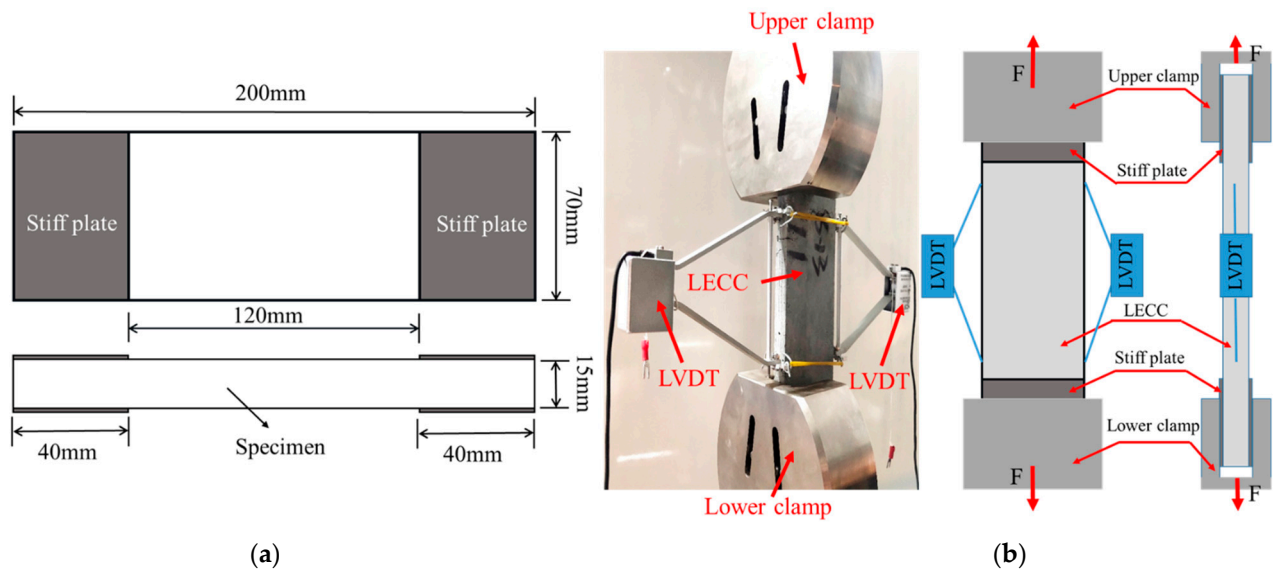 200mm
Stiff plate
Stiff plate
70mm
120mm
15mm
Specimen
40mm
40mm
(a)
Upper clamp
LECC
LVDT
LVDT
Lower clamp
F
F
Upper clamp
Stiff plate
LVDT
LVDT
LVDT
LECC
Stiff plate
Lower clamp
F
F
(b)